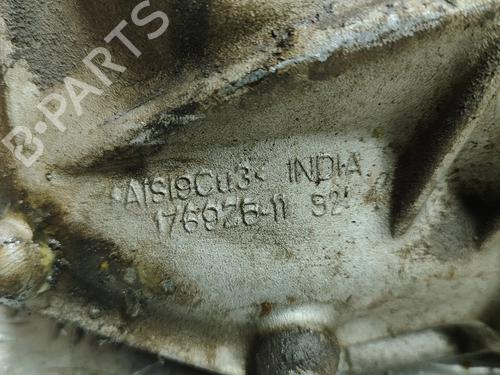 B-PARTS
>AlSi9Cu3< INDIA
176926-11 92